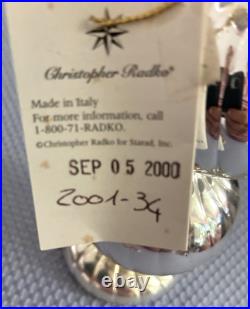 Christopher Radko®
Made in Italy
For more information, call
1-800-71-RADKO.
©Christopher Radko for Starad, Inc.
SEP 05 2000
2001-34
ebay